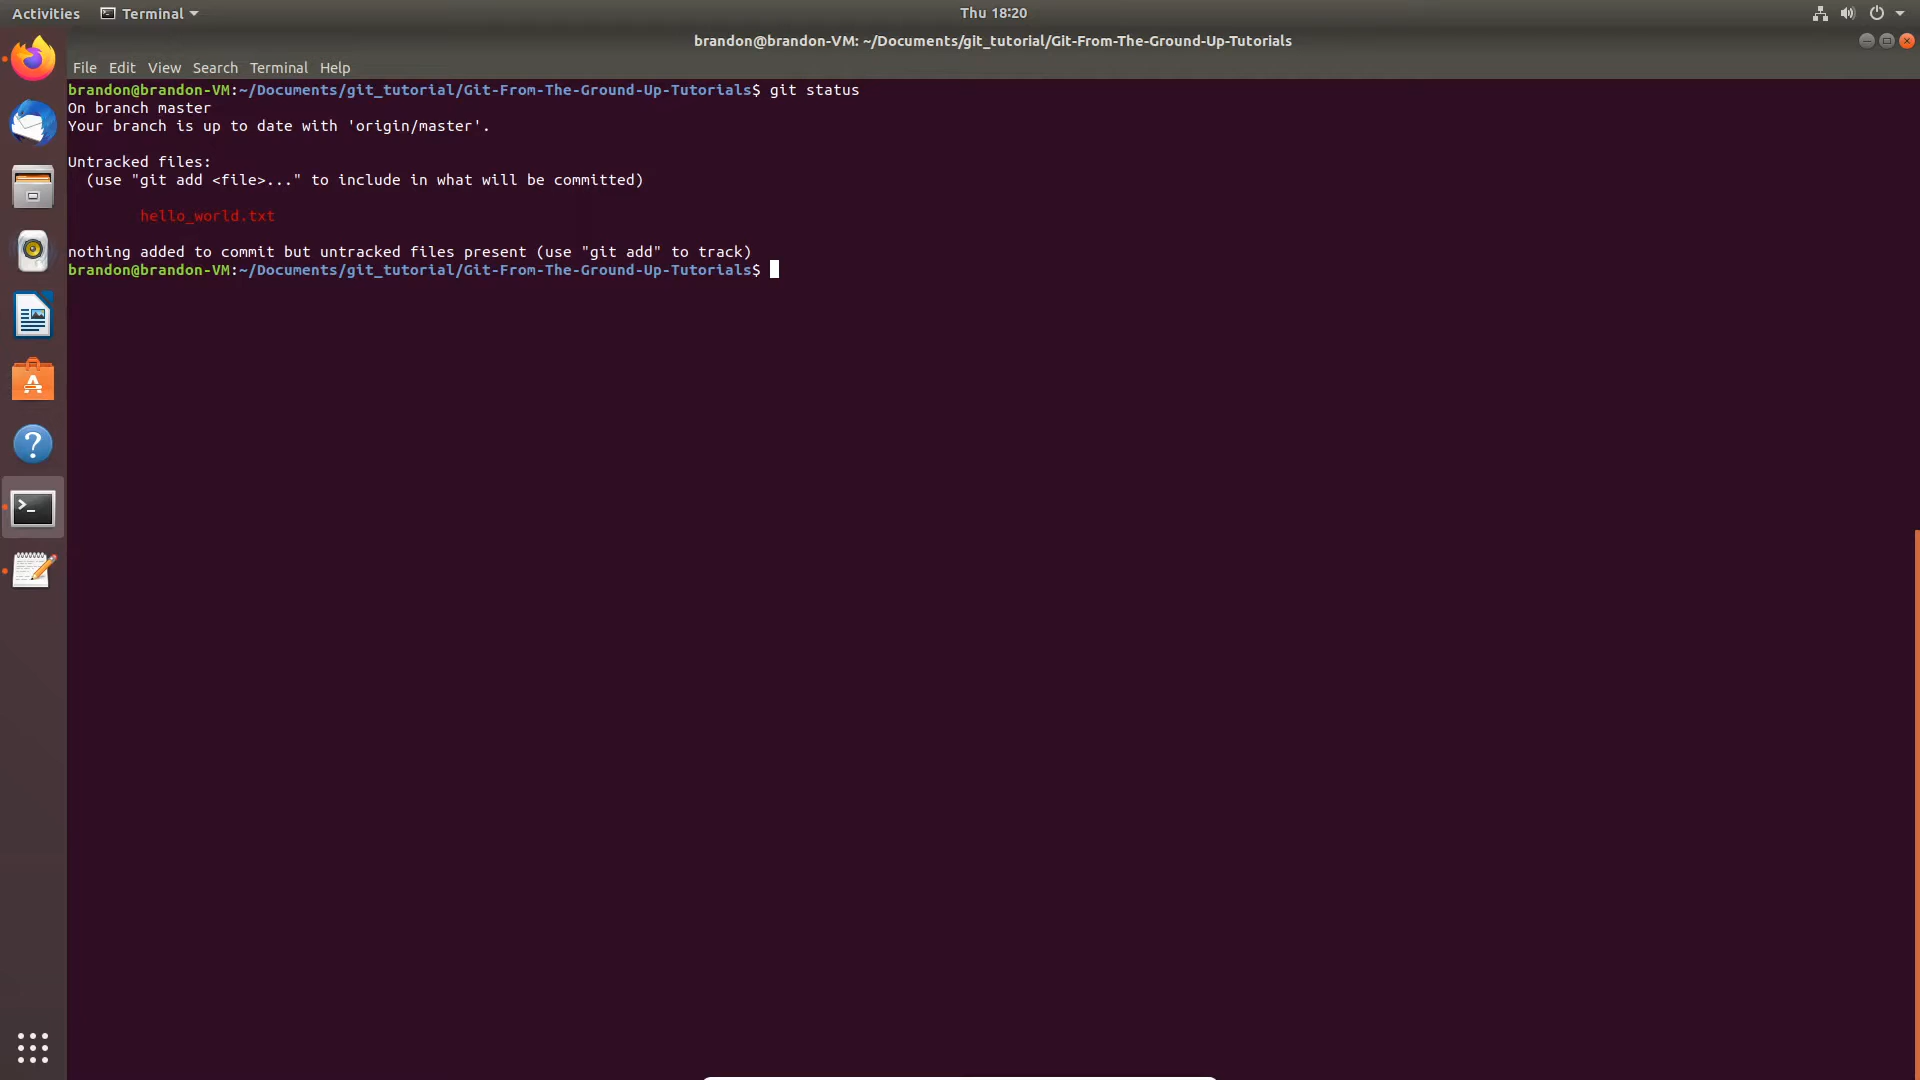 Activities Terminal Thu 18:20
brandon@brandon-VM: ~/Documents/git_tutorial/Git-From-The-Ground-Up-Tutorials
File Edit View Search Terminal Help
brandon@brandon-VM:~/Documents/git_tutorial/Git-From-The-Ground-Up-Tutorials$ git status
On branch master
Your branch is up to date with 'origin/master'.
Untracked files:
(use "git add <file>..." to include in what will be committed)
hello_world.txt
nothing added to commit but untracked files present (use "git add" to track)
brandon@brandon-VM:~/Documents/git_tutorial/Git-From-The-Ground-Up-Tutorials$